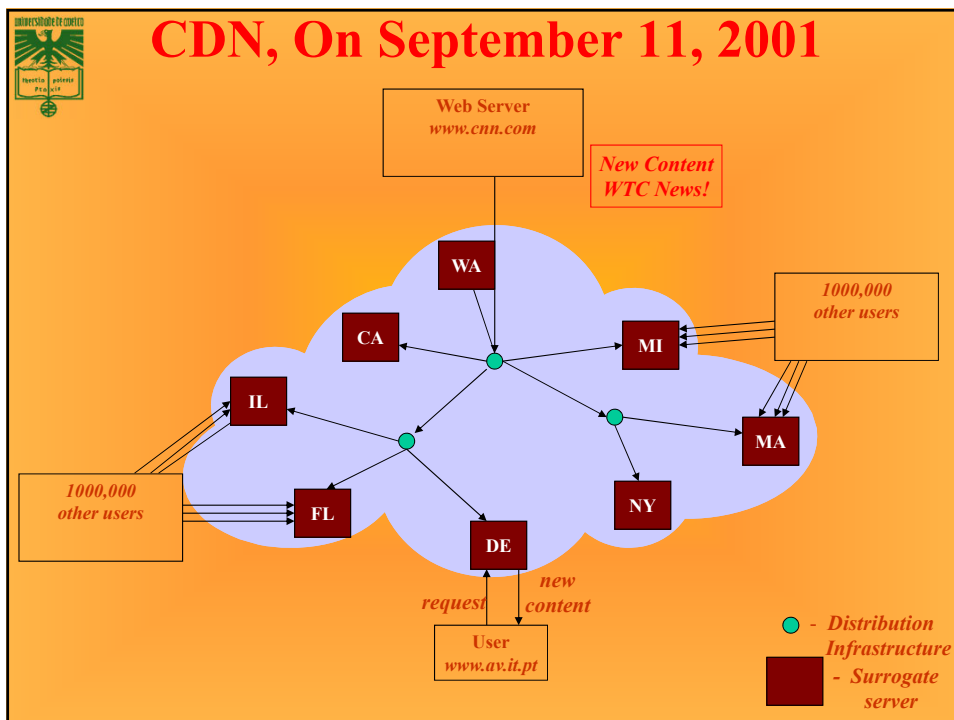 CDN, On September 11, 2001
Web Server
www.cnn.com
New Content
WTC News!
WA
1000,000
other users
CA
MI
IL
MA
1000,000
other users
FL
NY
DE
request
new
content
User
www.av.it.pt
- Distribution
Infrastructure
- Surrogate
server